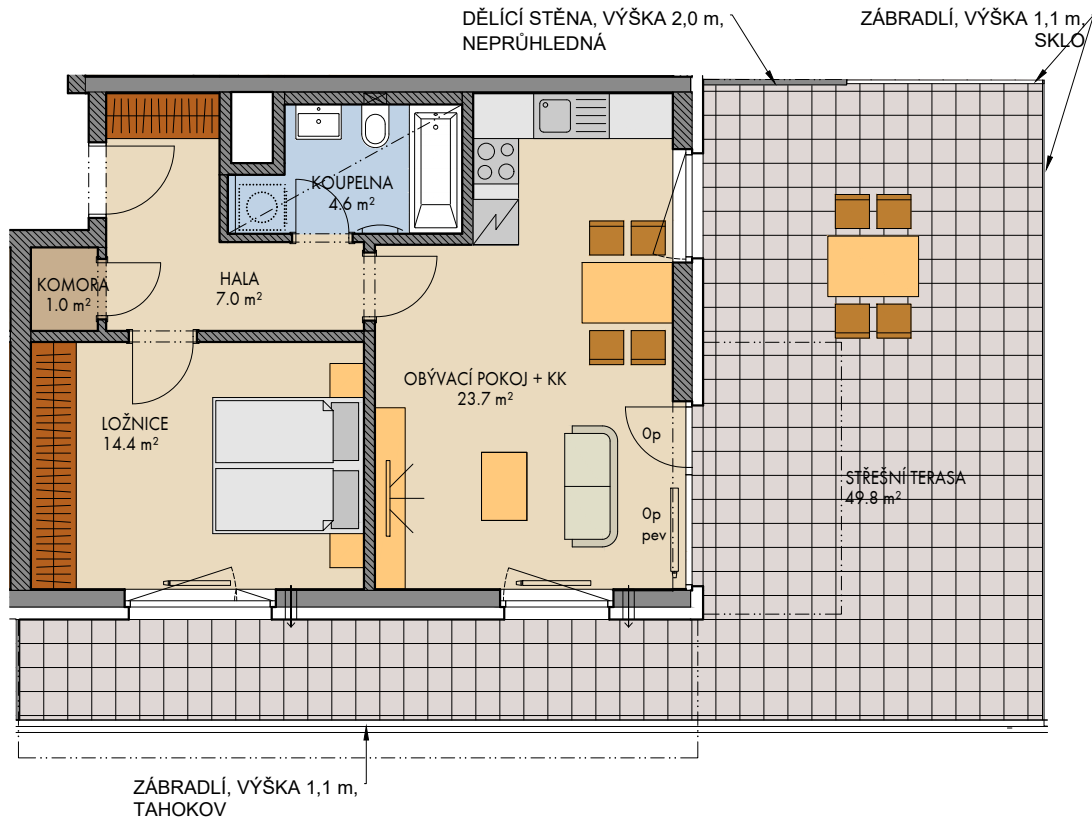 DĚLÍCÍ STĚNA, VÝŠKA 2,0 m,
NEPRŮHLEDNÁ
ZÁBRADLÍ, VÝŠKA 1,1 m,
SKLO
KOUPELNA
4.6 m²
KOMORA
1.0 m²
HALA
7.0 m²
OBÝVACÍ POKOJ + KK
23.7 m²
LOŽNICE
14.4 m²
0p
0p
pev
STŘEŠNÍ TERASA
49.8 m²
ZÁBRADLÍ, VÝŠKA 1,1 m,
TAHOKOV